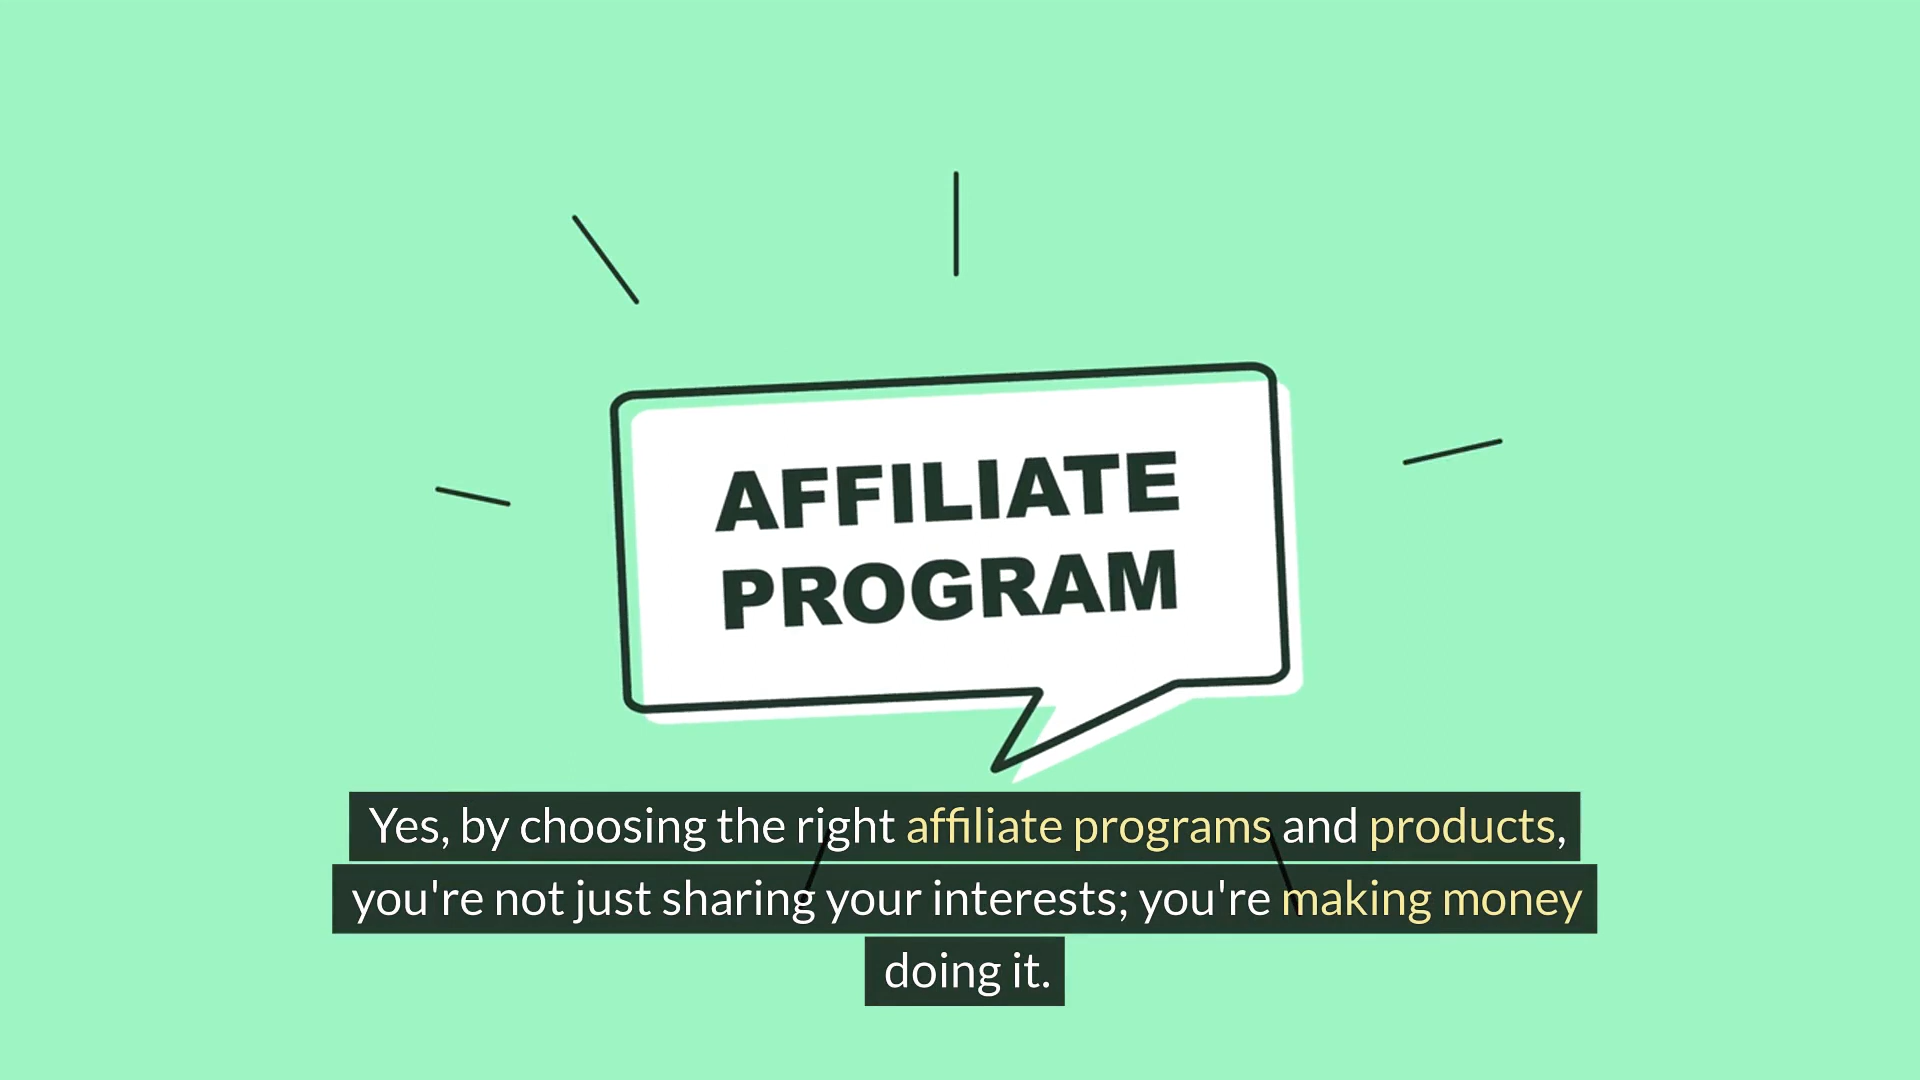 AFFILIATE
PROGRAM
Yes, by choosing the right affiliate programs and products,
you're not just sharing your interests; you're making money
doing it.